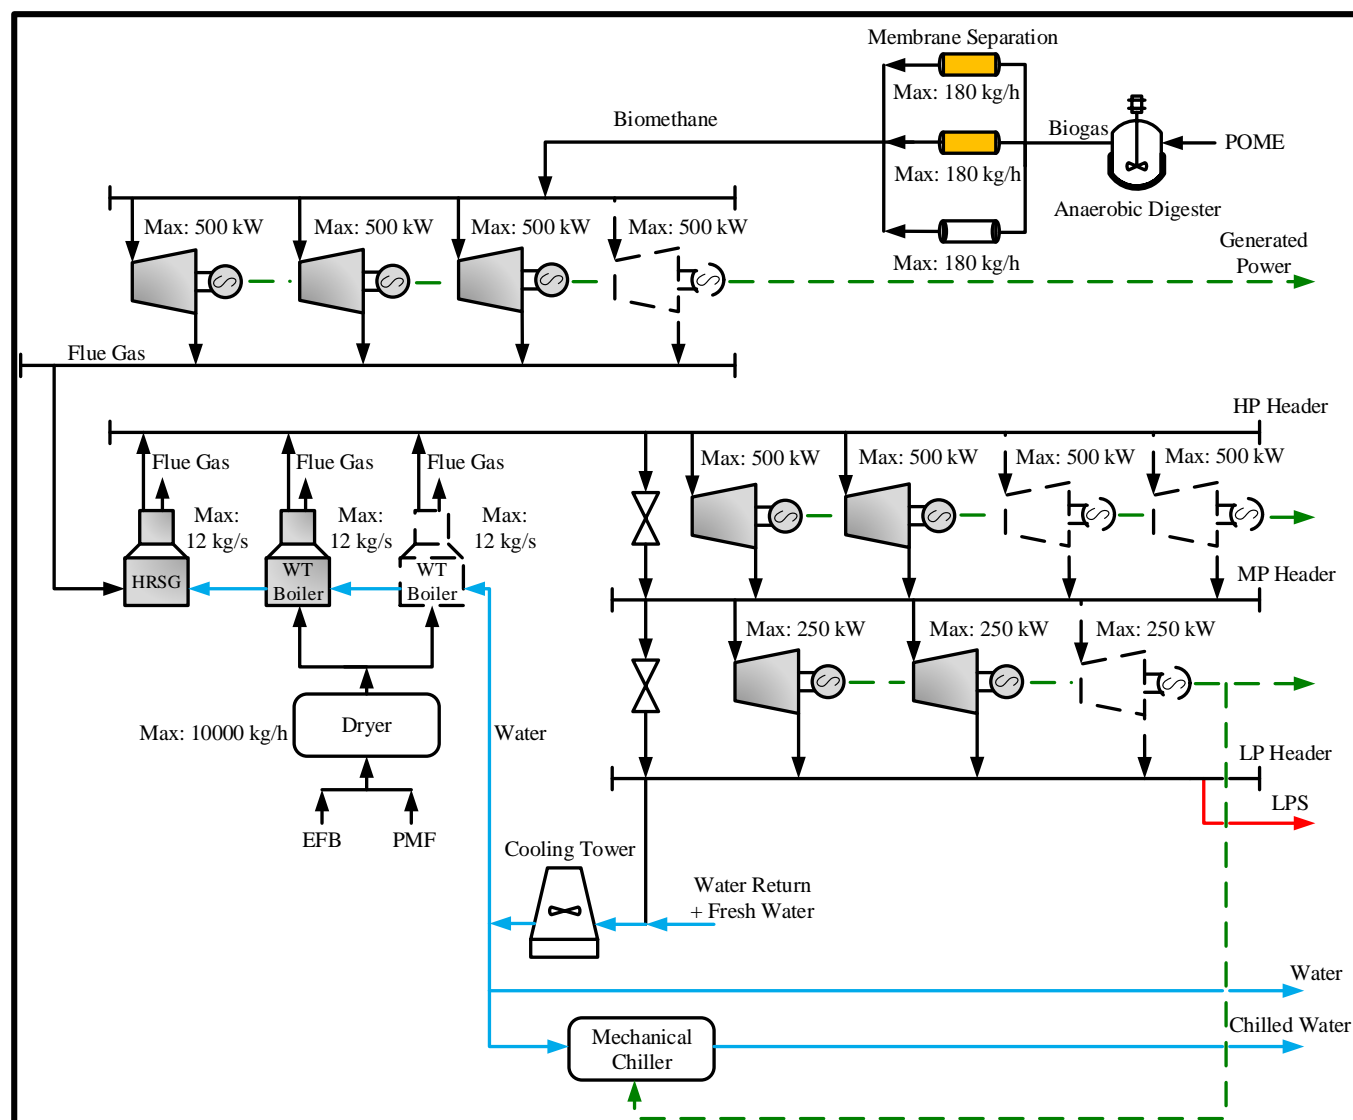 Membrane Separation
Max: 180 kg/h
Biomethane
Biogas
POME
Max: 180 kg/h
Anaerobic Digester
Max: 500 kW
Max: 500 kW
Max: 500 kW
Max: 500 kW
Max: 180 kg/h
Generated
Power
Flue Gas
HP Header
Flue Gas
Flue Gas
Flue Gas
Max: 500 kW
Max: 500 kW
Max: 500 kW
Max: 500 kW
Max:
12 kg/s
Max:
12 kg/s
Max:
12 kg/s
HRSG
WT
Boiler
WT
Boiler
MP Header
Max: 250 kW
Max: 250 kW
Max: 250 kW
Max: 10000 kg/h
Dryer
Water
LP Header
LPS
EFB
PMF
Cooling Tower
Water Return
+ Fresh Water
Water
Mechanical
Chiller
Chilled Water